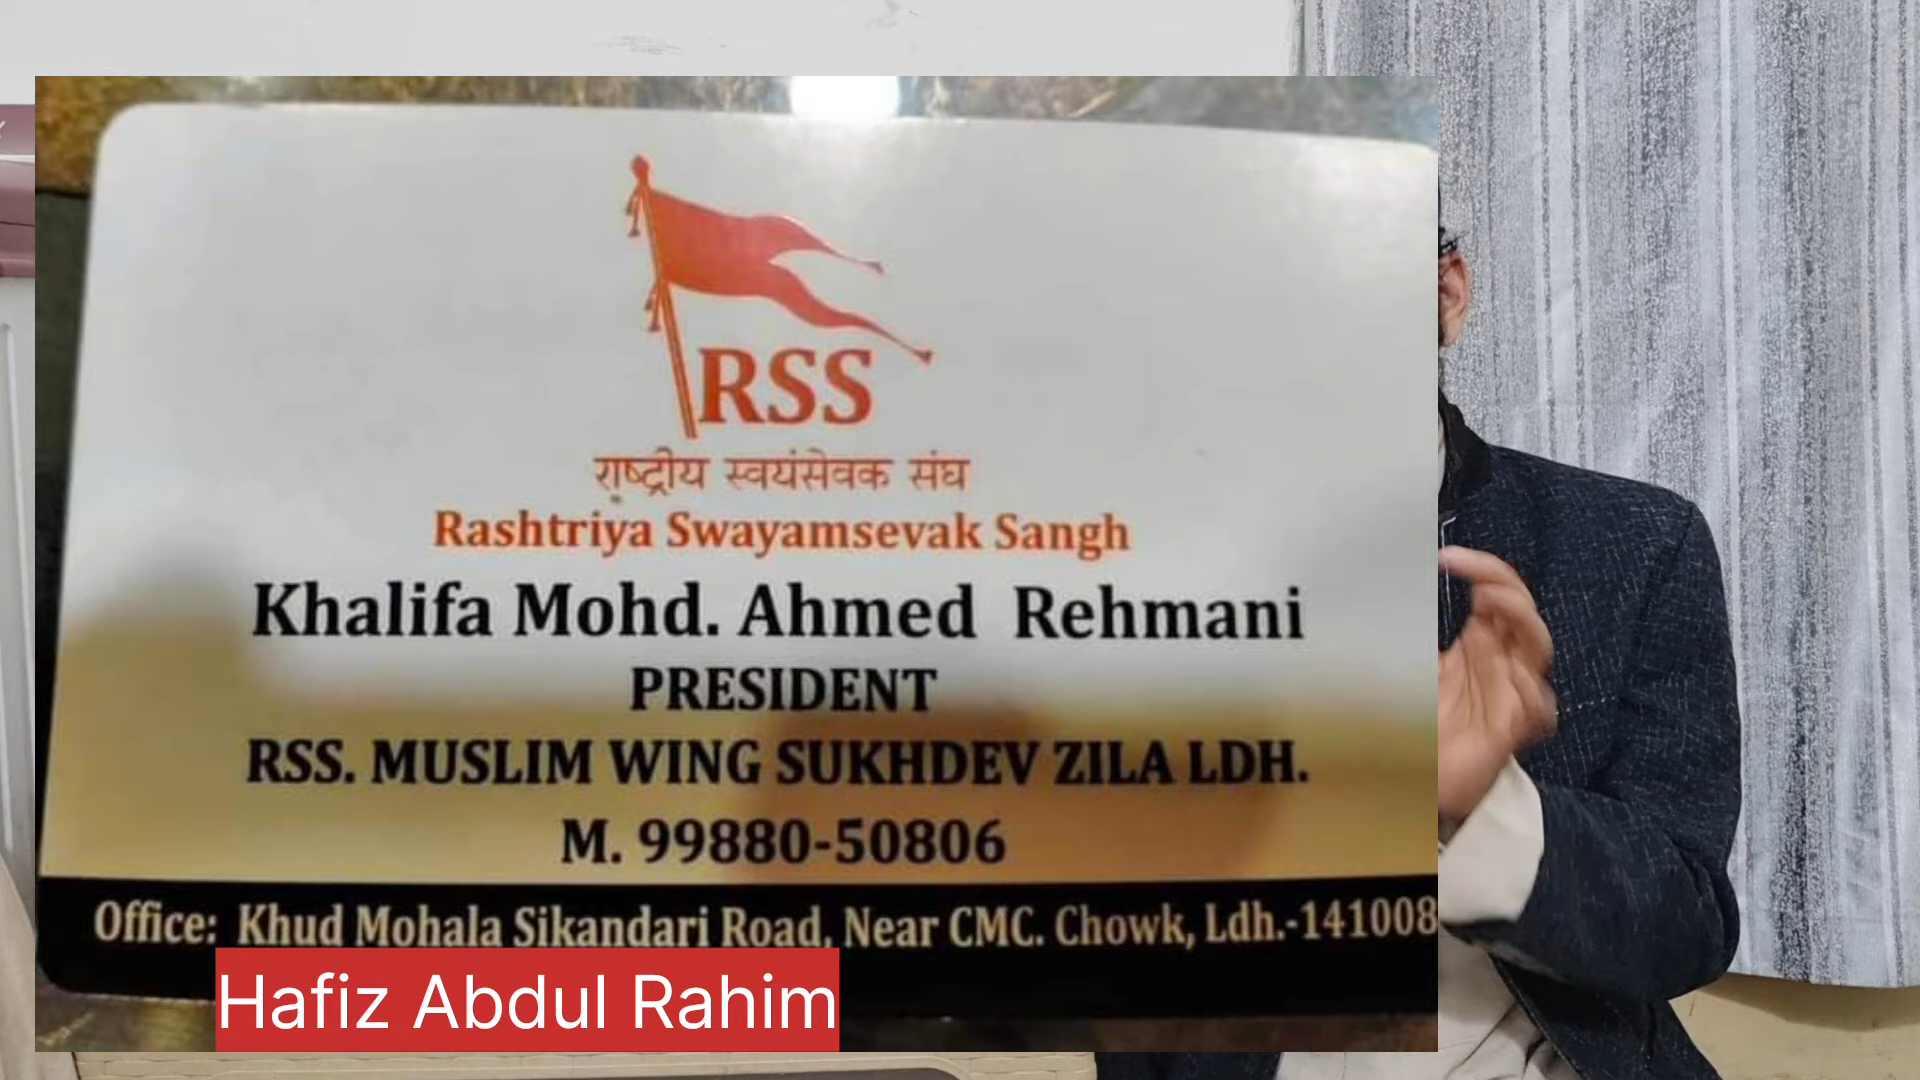 RSS
राष्ट्रीय स्वयंसेवक संघ
Rashtriya Swayamsevak Sangh
Khalifa Mohd. Ahmed Rehmani
PRESIDENT
RSS. MUSLIM WING SUKHDEV ZILA LDH.
M. 99880-50806
Office: Khud Mohala Sikandari Road, Near CMC. Chowk, Ldh.-141008
Hafiz Abdul Rahim